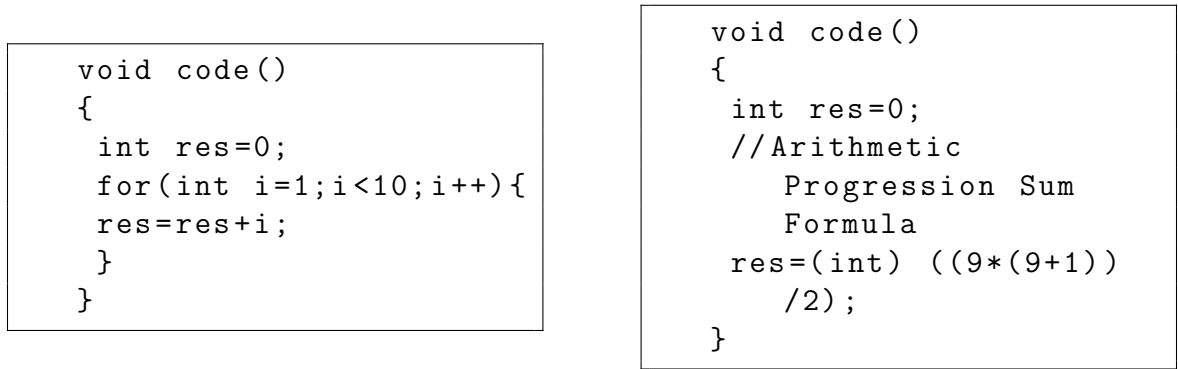 void code()
{
int res=0;
for(int i=1;i<10;i++){
res=res+i;
}
}
void code()
{
int res=0;
//Arithmetic
Progression Sum
Formula
res=(int) ((9*(9+1))
/2);
}